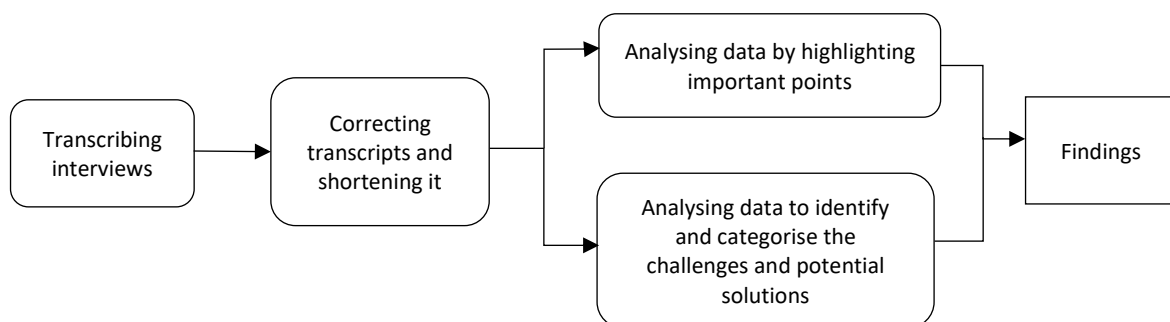 Transcribing
interviews
Correcting
transcripts and
shortening it
Analysing data by highlighting
important points
Analysing data to identify
and categorise the
challenges and potential
solutions
Findings